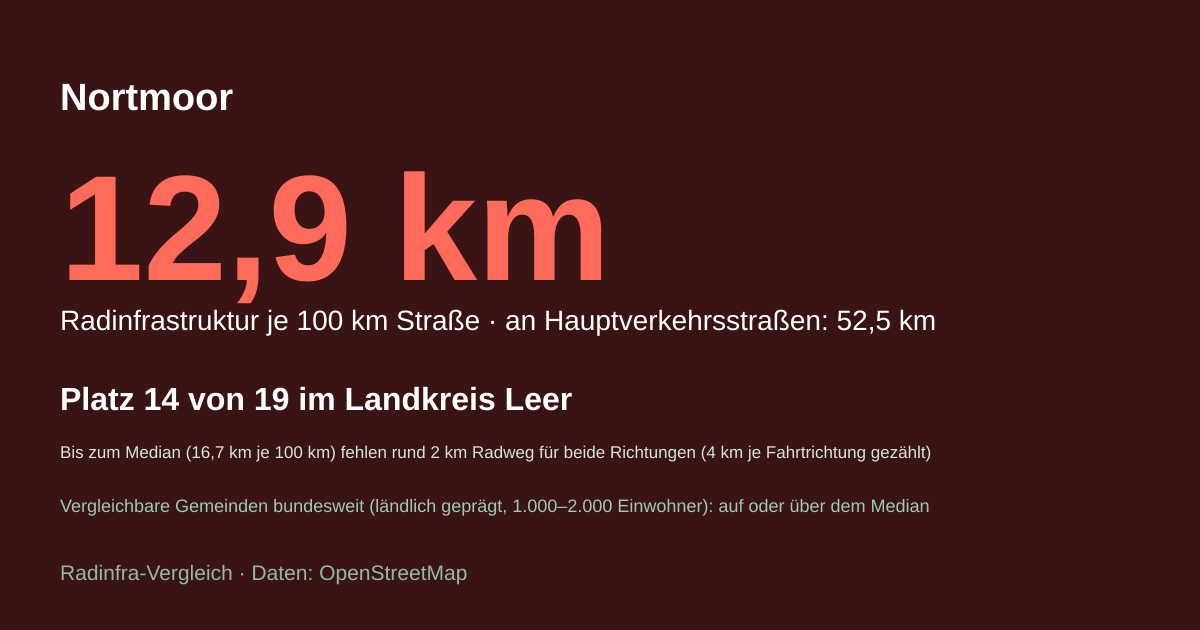 Nortmoor
12,9 km
Radinfrastruktur je 100 km Straße · an Hauptverkehrsstraßen: 52,5 km
Platz 14 von 19 im Landkreis Leer
Bis zum Median (16,7 km je 100 km) fehlen rund 2 km Radweg für beide Richtungen (4 km je Fahrtrichtung gezählt)
Vergleichbare Gemeinden bundesweit (ländlich geprägt, 1.000–2.000 Einwohner): auf oder über dem Median
Radinfra-Vergleich · Daten: OpenStreetMap